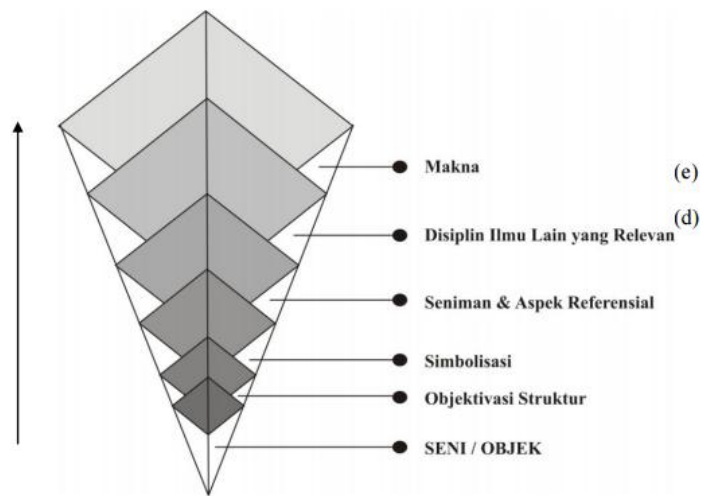 Makna
(e)
(d)
Disiplin Ilmu Lain yang Relevan
Seniman & Aspek Referensial
Simbolisasi
Objektivasi Struktur
SENI / OBJEK